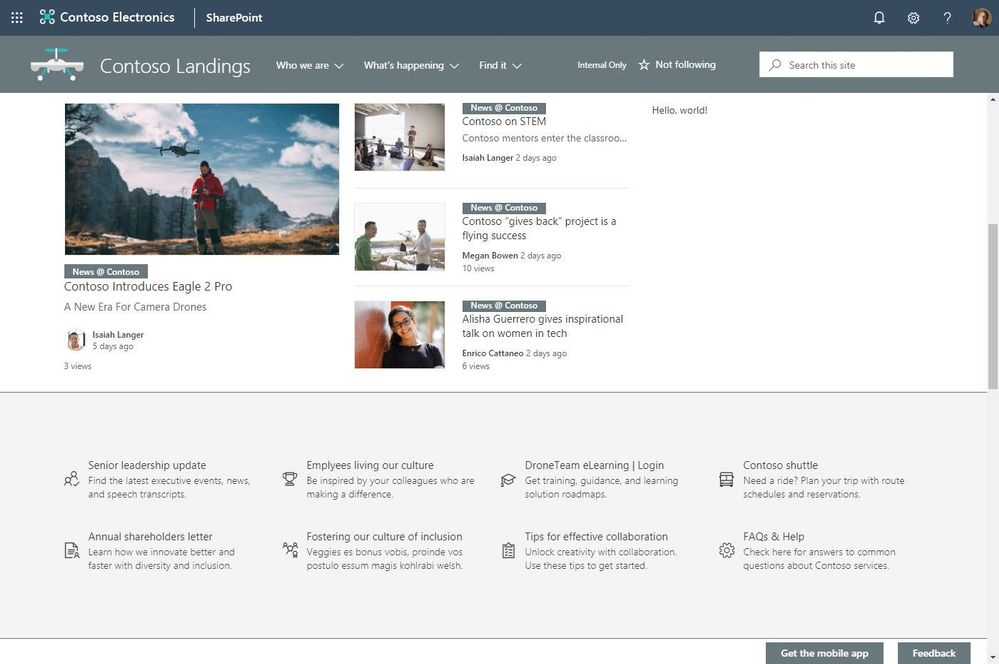 Contoso Electronics
SharePoint
Contoso Landings
Who we are
What's happening
Find it
Internal Only
Not following
Search this site
News @ Contoso
Contoso Introduces Eagle 2 Pro
A New Era For Camera Drones
Isaiah Langer
5 days ago
3 views
News @ Contoso
Contoso on STEM
Contoso mentors enter the classroo...
Isaiah Langer 2 days ago
News @ Contoso
Contoso “gives back” project is a
flying success
Megan Bowen 2 days ago
10 views
News @ Contoso
Alisha Guerrero gives inspirational
talk on women in tech
Enrico Cattaneo 2 days ago
6 views
Hello, world!
Senior leadership update
Find the latest executive events, news,
and speech transcripts.
Emplyees living our culture
Be inspired by your colleagues who are
making a difference.
DroneTeam eLearning | Login
Get training, guidance, and learning
solution roadmaps.
Contoso shuttle
Need a ride? Plan your trip with route
schedules and reservations.
Annual shareholders letter
Learn how we innovate better and
faster with diversity and inclusion.
Fostering our culture of inclusion
Veggies es bonus vobis, proinde vos
postulo essum magis kohlrabi welsh.
Tips for effective collaboration
Unlock creativity with collaboration.
Use these tips to get started.
FAQs & Help
Check here for answers to common
questions about Contoso services.
Get the mobile app
Feedback